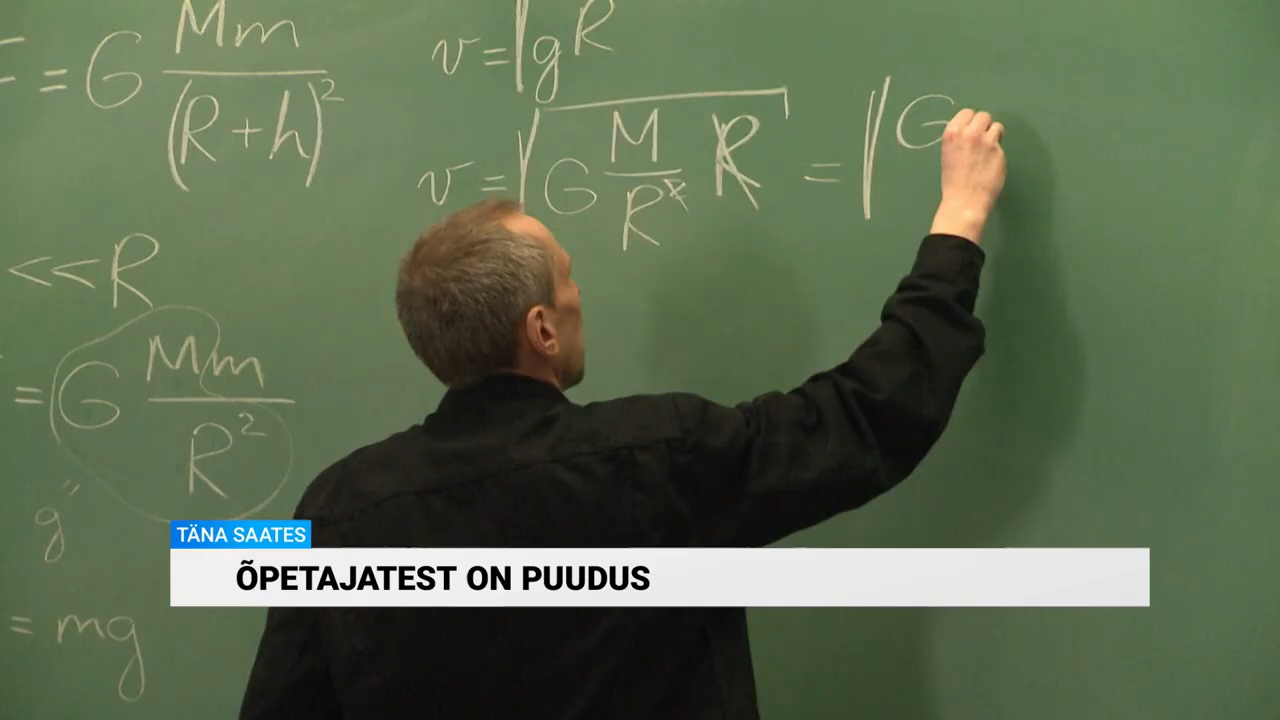 = G Mm / (R+h)²
<<R
= G Mm / R²
g
= mg
v = √gR
v = √G M/R² R = √G
TÄNA SAATES
ÕPETAJATEST ON PUUDUS